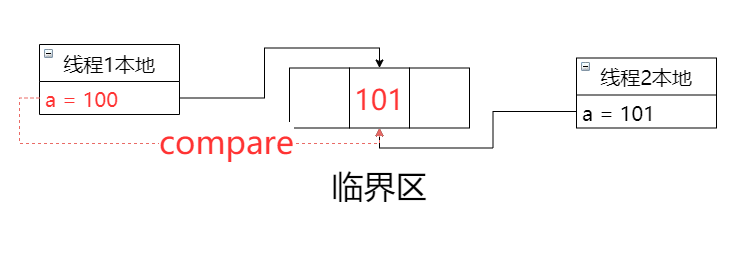 线程1本地
a = 100
101
线程2本地
a = 101
compare
临界区